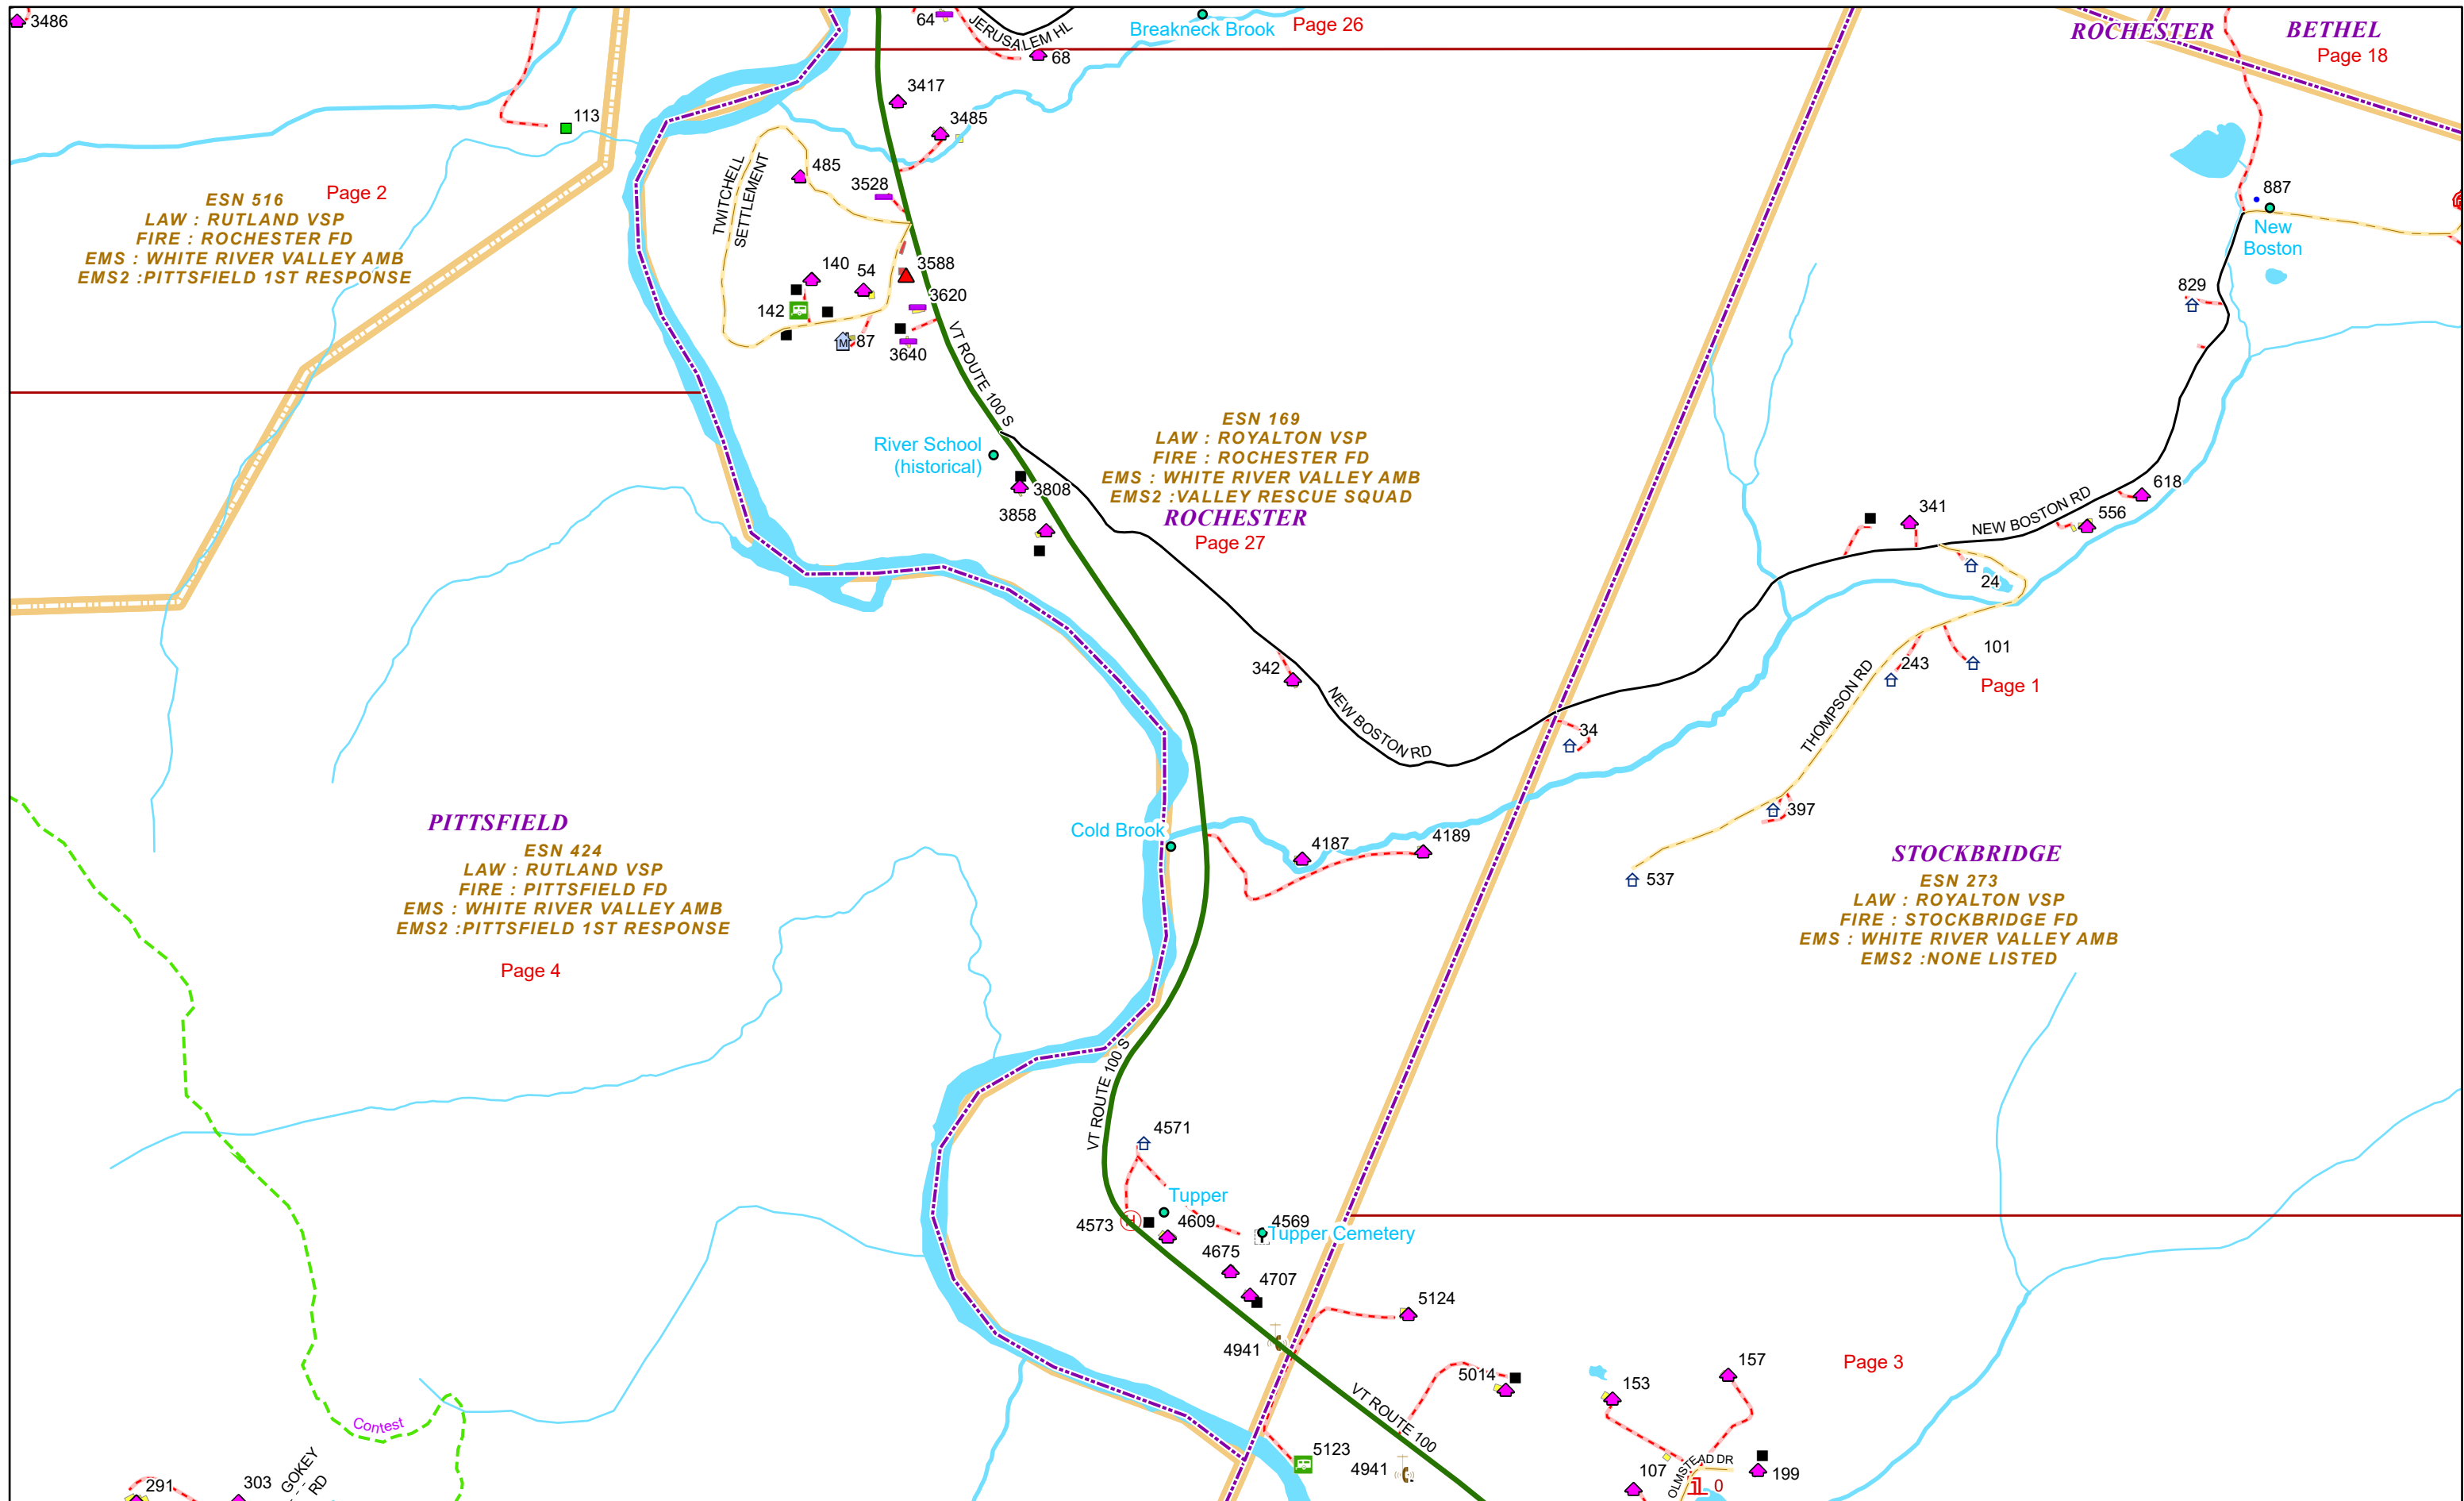 3486
64
JERUSALEM HL
68
Breakneck Brook
Page 26
ROCHESTER
BETHEL
Page 18
113
3417
3485
485
3528
TWITCHELL
SETTLEMENT
ESN 516
LAW : RUTLAND VSP
FIRE : ROCHESTER FD
EMS : WHITE RIVER VALLEY AMB
EMS2 :PITTSFIELD 1ST RESPONSE
Page 2
887
New
Boston
829
140
54
3588
142
3620
87
3640
VT ROUTE 100 S
River School
(historical)
3808
3858
ESN 169
LAW : ROYALTON VSP
FIRE : ROCHESTER FD
EMS : WHITE RIVER VALLEY AMB
EMS2 :VALLEY RESCUE SQUAD
ROCHESTER
Page 27
618
NEW BOSTON RD
556
341
24
101
243
Page 1
THOMPSON RD
342
NEW BOSTON RD
34
397
537
PITTSFIELD
ESN 424
LAW : RUTLAND VSP
FIRE : PITTSFIELD FD
EMS : WHITE RIVER VALLEY AMB
EMS2 :PITTSFIELD 1ST RESPONSE
Page 4
Cold Brook
4187
4189
STOCKBRIDGE
ESN 273
LAW : ROYALTON VSP
FIRE : STOCKBRIDGE FD
EMS : WHITE RIVER VALLEY AMB
EMS2 :NONE LISTED
VT ROUTE 100 S
4571
Tupper
4573
H
4609
4569
Tupper Cemetery
4675
4707
5124
4941
5014
VT ROUTE 100
153
157
Page 3
5123
4941
107
OLMSTEAD DR
199
0
Contest
GOKEY
RD
291
303
M